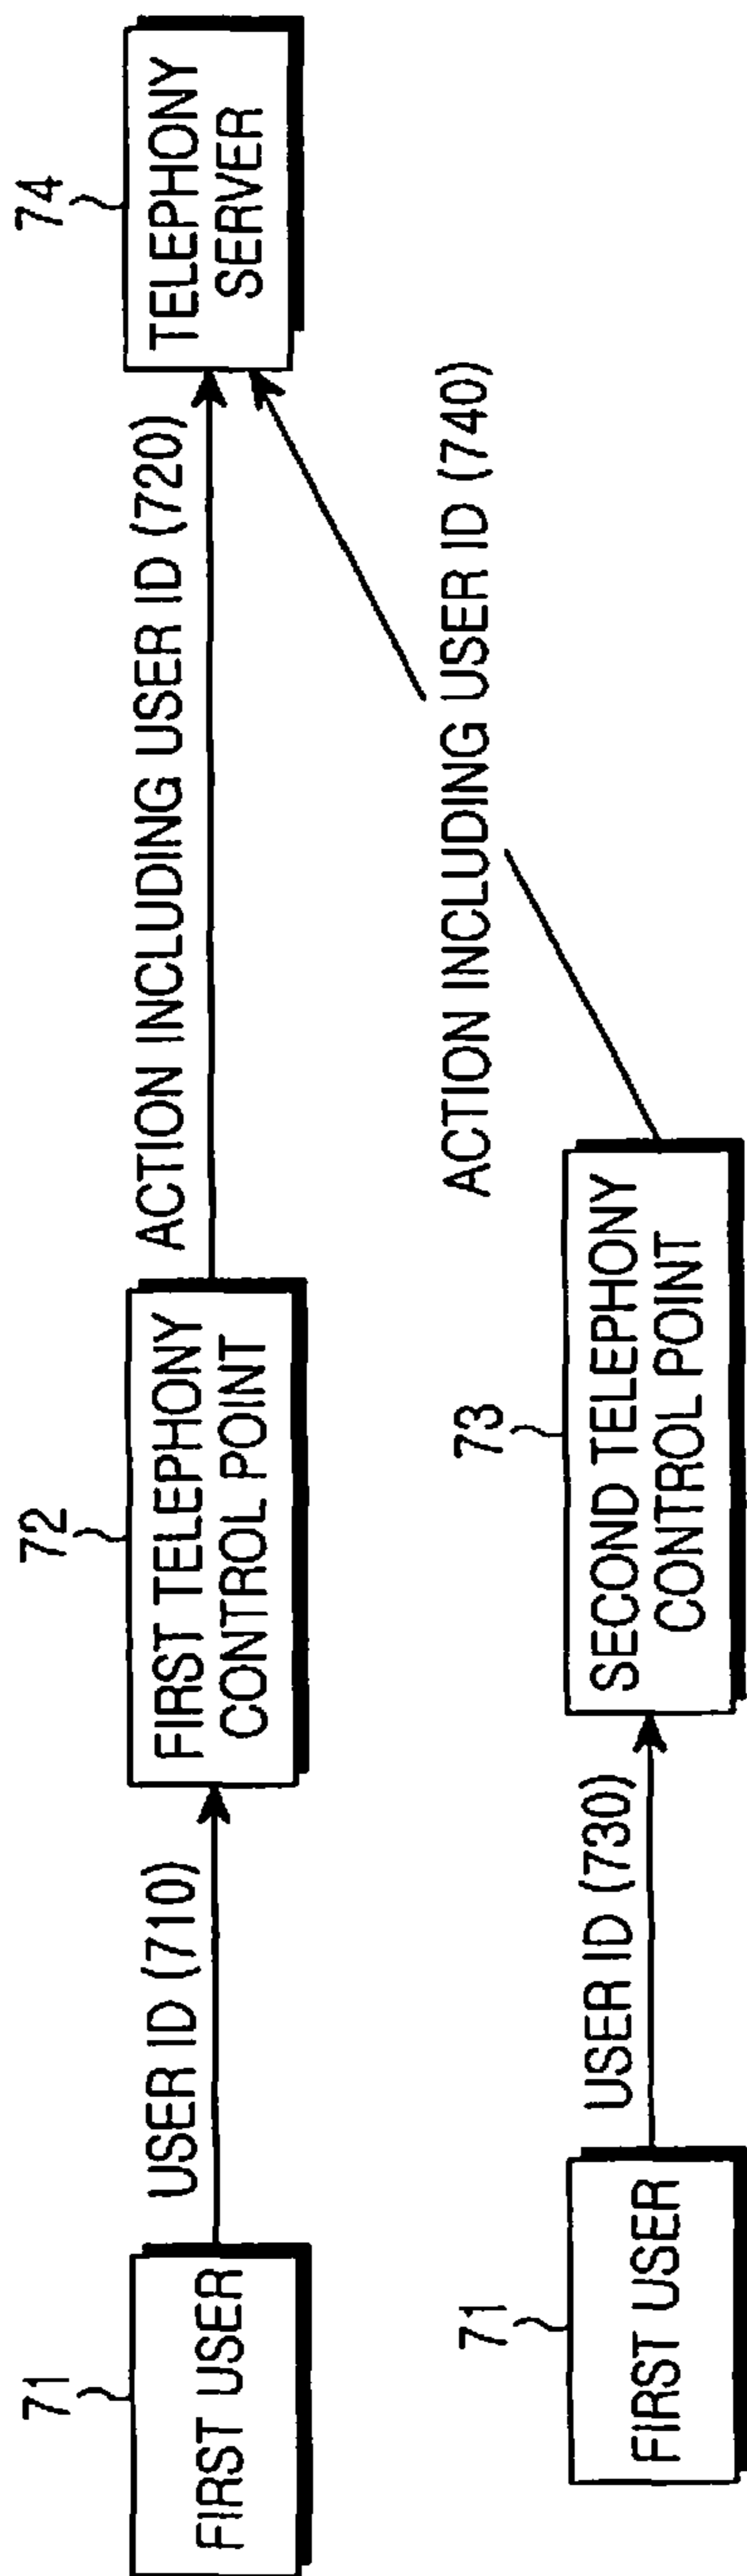 71
FIRST USER
USER ID (710)
72
FIRST TELEPHONY
CONTROL POINT
ACTION INCLUDING USER ID (720)
74
TELEPHONY
SERVER
71
FIRST USER
USER ID (730)
73
SECOND TELEPHONY
CONTROL POINT
ACTION INCLUDING USER ID (740)